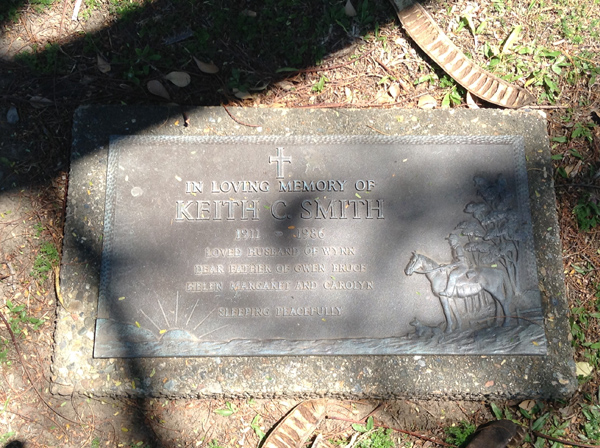 IN LOVING MEMORY OF
KEITH C. SMITH
1911 - 1986
LOVED HUSBAND OF WYNN
DEAR FATHER OF GWEN BRUCE
HELEN MARGARET AND CAROLYN
SLEEPING PEACEFULLY